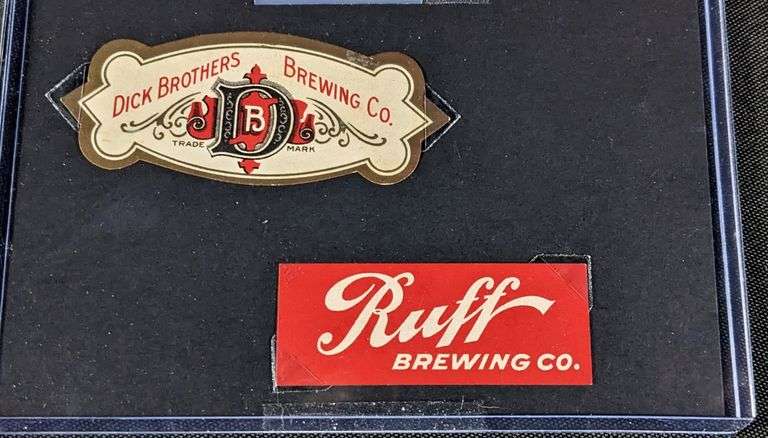 DICK BROTHERS BREWING CO.
DB
TRADE MARK
Ruff
BREWING CO.